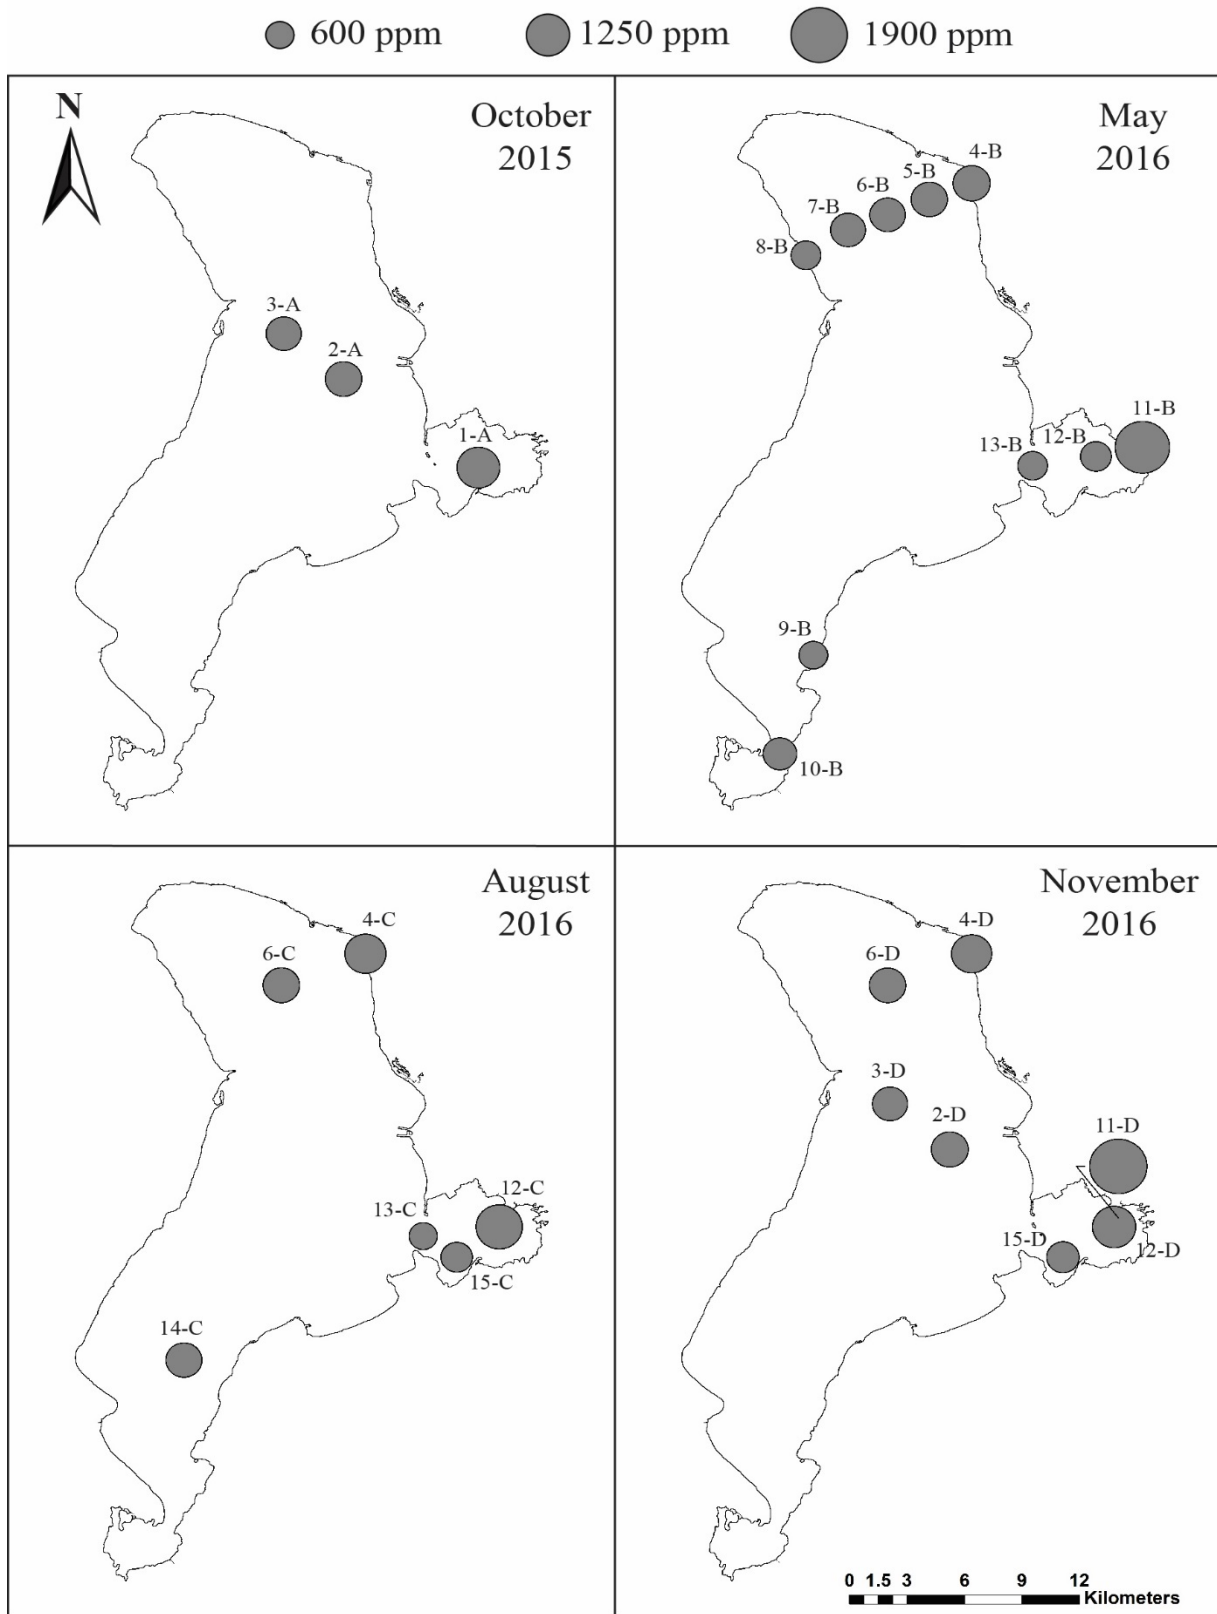 600 ppm 1250 ppm 1900 ppm
N
October
2015
3-A
2-A
1-A
May
2016
4-B
5-B
6-B
7-B
8-B
11-B
12-B
13-B
9-B
10-B
August
2016
4-C
6-C
12-C
13-C
15-C
14-C
November
2016
4-D
6-D
3-D
2-D
11-D
15-D
12-D
0 1.5 3 6 9 12
Kilometers